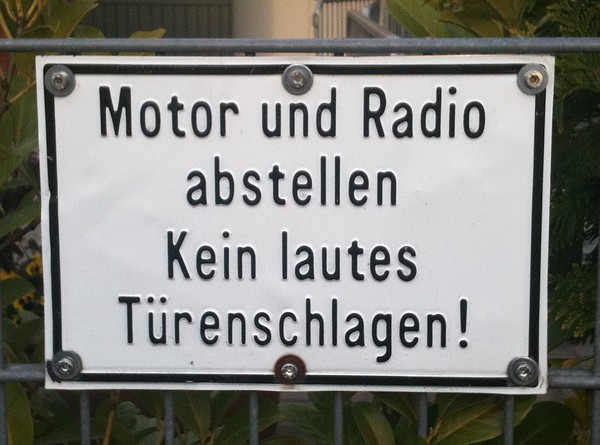 Motor und Radio
abstellen
Kein lautes
Türenschlagen!